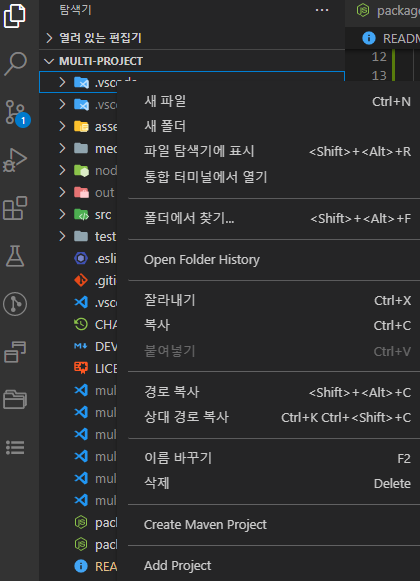 탐색기
package
열려 있는 편집기
README
MULTI-PROJECT
12
13
.vscode
.vsc
새 파일 Ctrl+N
asse
새 폴더
med
파일 탐색기에 표시 <Shift>+<Alt>+R
nod
통합 터미널에서 열기
out
src
폴더에서 찾기... <Shift>+<Alt>+F
test
.esli
Open Folder History
.giti
.vsc
잘라내기 Ctrl+X
CHA
복사 Ctrl+C
DEV
붙여넣기 Ctrl+V
LICE
mul
경로 복사 <Shift>+<Alt>+C
mul
상대 경로 복사 Ctrl+K Ctrl+<Shift>+C
mul
mul
이름 바꾸기 F2
mul
삭제 Delete
pack
Create Maven Project
pack
REA
Add Project
1